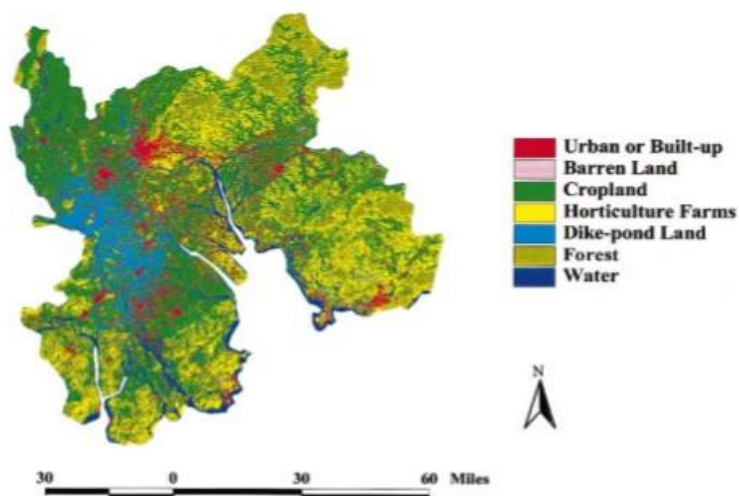 Urban or Built-up
Barren Land
Cropland
Horticulture Farms
Dike-pond Land
Forest
Water
N
30 0 30 60 Miles